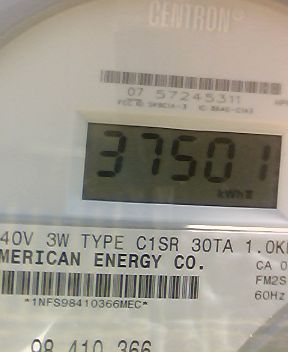 CENTRON®
07 57245311
37501
kWh
40V 3W TYPE C1SR 30TA 1.0K
MERICAN ENERGY CO.
CA 0
FM2S
*1NFS98410366MEC*
60Hz
98 410 366